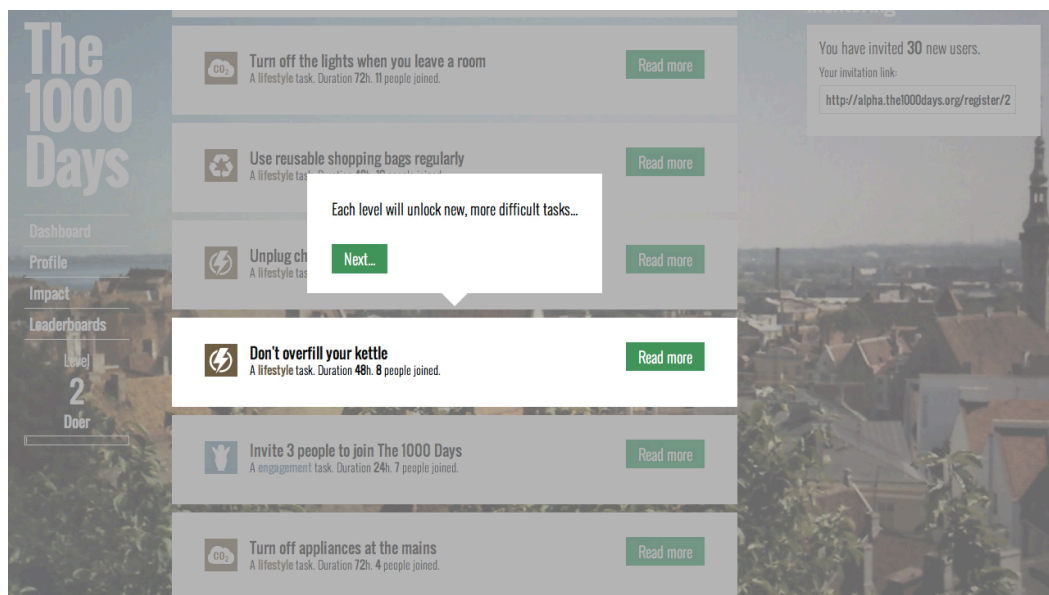 The
1000
Days
Dashboard
Profile
Impact
Leaderboards
Level
2
Doer
CO2
Turn off the lights when you leave a room
A lifestyle task. Duration 72h. 11 people joined.
Read more
Use reusable shopping bags regularly
A lifestyle
Read more
Each level will unlock new, more difficult tasks...
Next...
Unplug
A lifestyle
Read more
Don't overfill your kettle
A lifestyle task. Duration 48h. 8 people joined.
Read more
Invite 3 people to join The 1000 Days
A engagement task. Duration 24h. 7 people joined.
Read more
CO2
Turn off appliances at the mains
A lifestyle task. Duration 72h. 4 people joined.
Read more
You have invited 30 new users.
Your invitation link:
http://alpha.the1000days.org/register/2